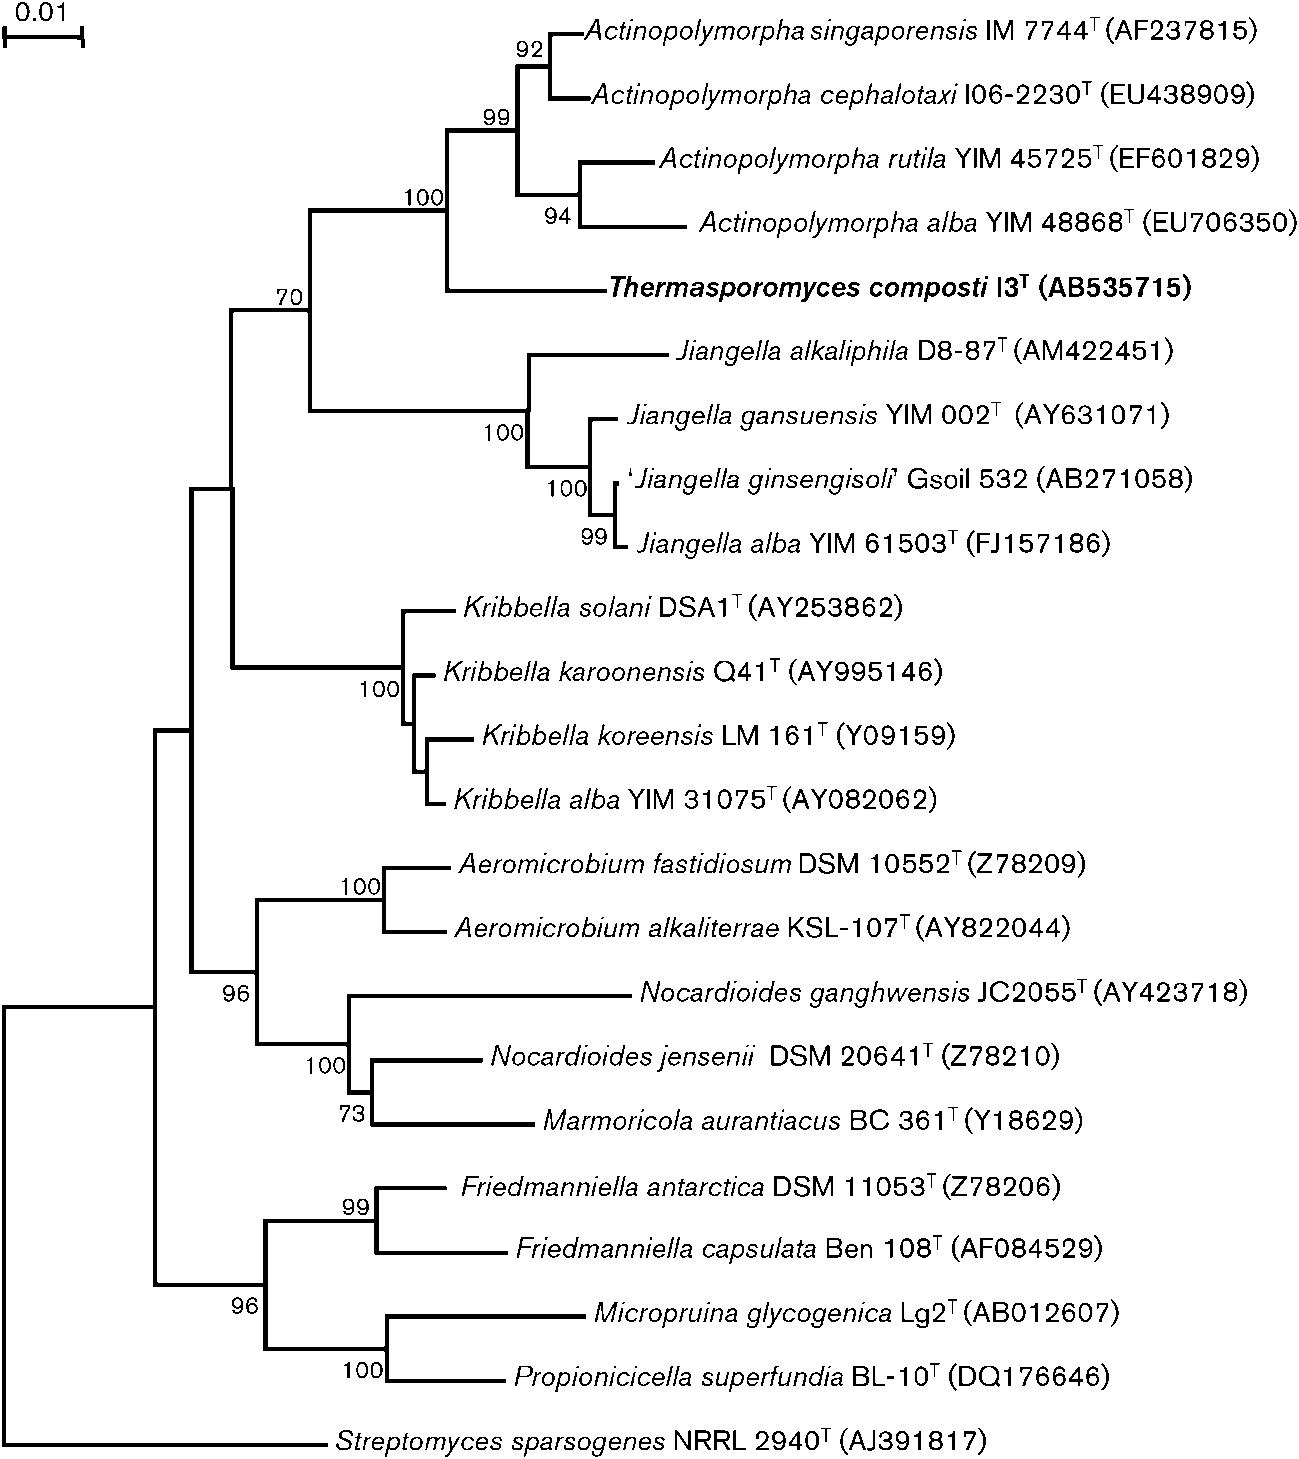 0.01
Actinopolymorpha singaporensis IM 7744T (AF237815)
92
Actinopolymorpha cephalotaxi I06-2230T (EU438909)
99
Actinopolymorpha rutila YIM 45725T (EF601829)
100
94
Actinopolymorpha alba YIM 48868T (EU706350)
Thermasporomyces composti I3T (AB535715)
70
Jiangella alkaliphila D8-87T (AM422451)
Jiangella gansuensis YIM 002T (AY631071)
100
'Jiangella ginsengisoli' Gsoil 532 (AB271058)
100
99
Jiangella alba YIM 61503T (FJ157186)
Kribbella solani DSA1T (AY253862)
Kribbella karoonensis Q41T (AY995146)
100
Kribbella koreensis LM 161T (Y09159)
Kribbella alba YIM 31075T (AY082062)
Aeromicrobium fastidiosum DSM 10552T (Z78209)
100
Aeromicrobium alkaliterrae KSL-107T (AY822044)
96
Nocardioides ganghwensis JC2055T (AY423718)
Nocardioides jensenii DSM 20641T (Z78210)
100
73
Marmoricola aurantiacus BC 361T (Y18629)
Friedmanniella antarctica DSM 11053T (Z78206)
99
Friedmanniella capsulata Ben 108T (AF084529)
96
Micropruina glycogenica Lg2T (AB012607)
100
Propionicicella superfundia BL-10T (DQ176646)
Streptomyces sparsogenes NRRL 2940T (AJ391817)